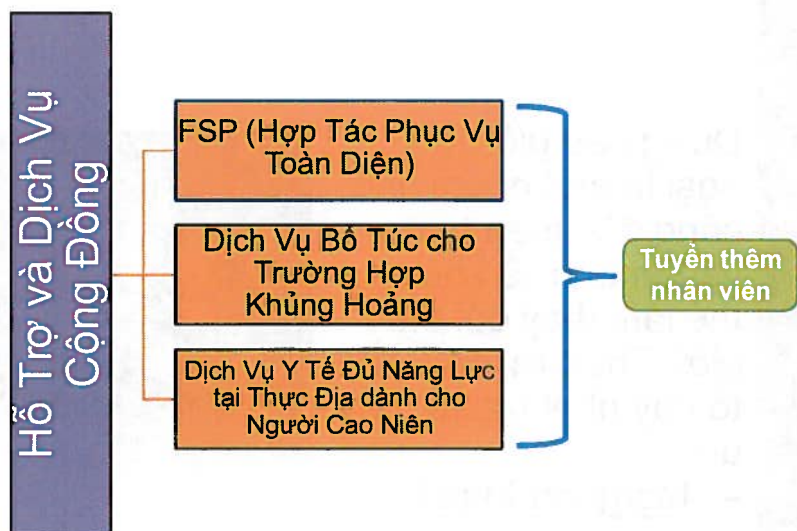 Hỗ Trợ và Dịch Vụ
Cộng Đồng
FSP (Hợp Tác Phục Vụ
Toàn Diện)
Dịch Vụ Bổ Túc cho
Trường Hợp
Khủng Hoảng
Dịch Vụ Y Tế Đủ Năng Lực
tại Thực Địa dành cho
Người Cao Niên
Tuyển thêm
nhân viên